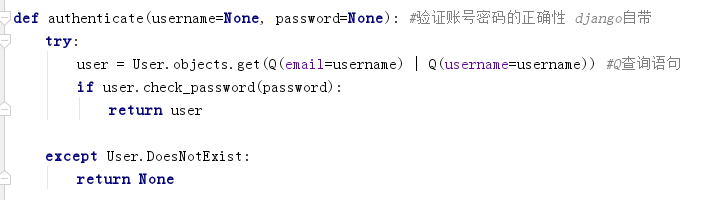 def authenticate(username=None, password=None): #验证账号密码的正确性 django自带
    try:
        user = User.objects.get(Q(email=username) | Q(username=username)) #Q查询语句
        if user.check_password(password):
            return user

    except User.DoesNotExist:
        return None